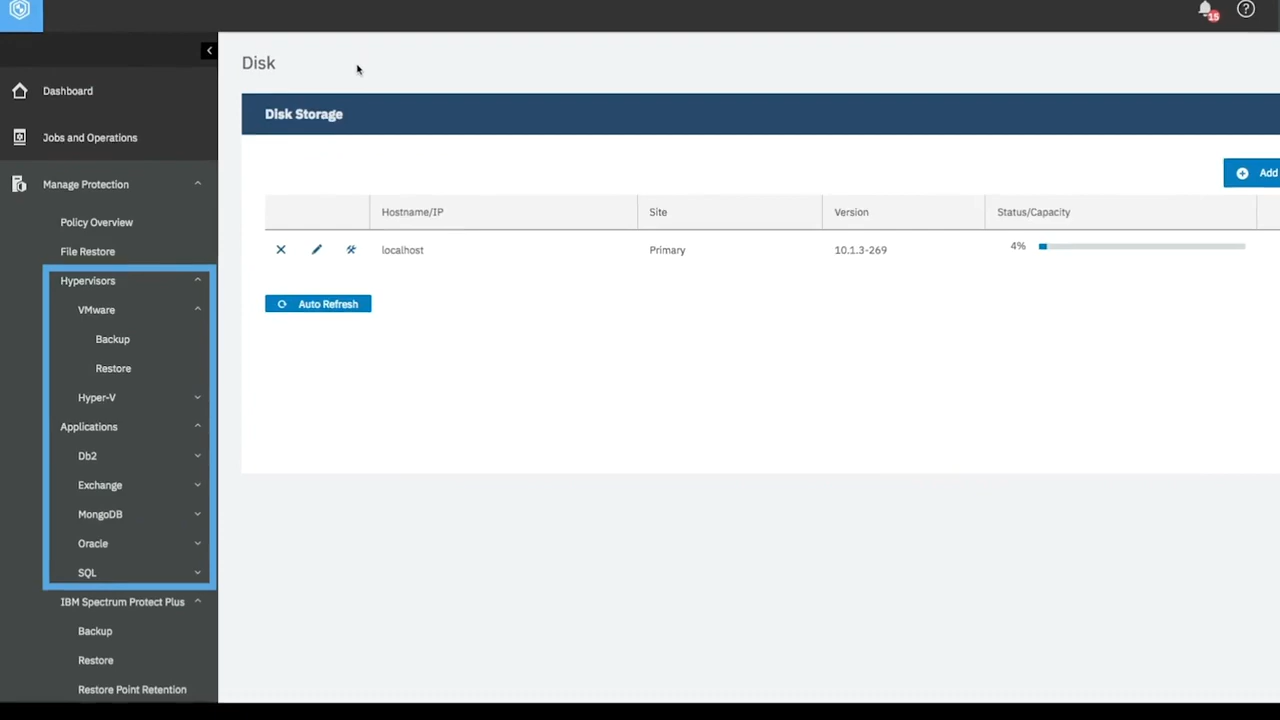 15
Disk
Dashboard
Jobs and Operations
Manage Protection
Policy Overview
File Restore
Hypervisors
VMware
Backup
Restore
Hyper-V
Applications
Db2
Exchange
MongoDB
Oracle
SQL
IBM Spectrum Protect Plus
Backup
Restore
Restore Point Retention
Disk Storage
Add
Hostname/IP Site Version Status/Capacity
localhost Primary 10.1.3-269 4%
Auto Refresh